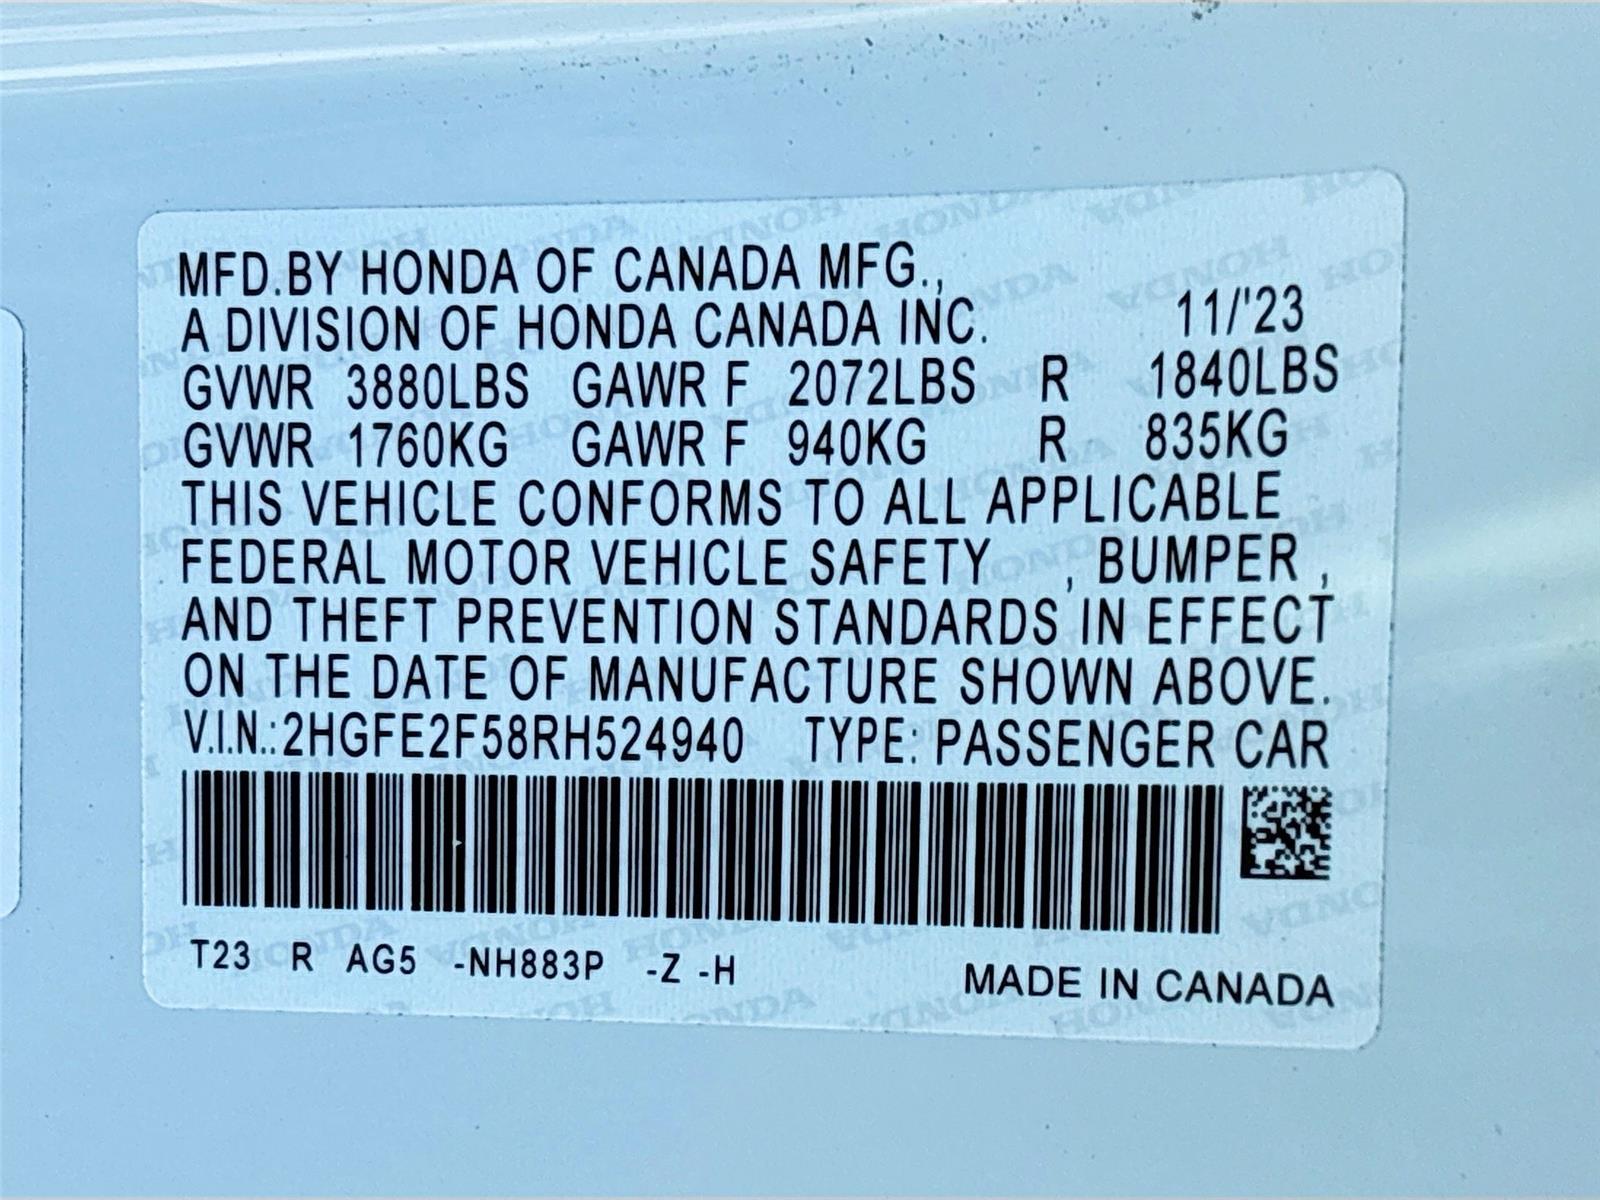 MFD.BY HONDA OF CANADA MFG.,
A DIVISION OF HONDA CANADA INC. 11/'23
GVWR 3880LBS GAWR F 2072LBS R 1840LBS
GVWR 1760KG GAWR F 940KG R 835KG
THIS VEHICLE CONFORMS TO ALL APPLICABLE
FEDERAL MOTOR VEHICLE SAFETY , BUMPER ,
AND THEFT PREVENTION STANDARDS IN EFFECT
ON THE DATE OF MANUFACTURE SHOWN ABOVE.
V.I.N.:2HGFE2F58RH524940 TYPE: PASSENGER CAR
T23 R AG5 -NH883P -Z -H
MADE IN CANADA